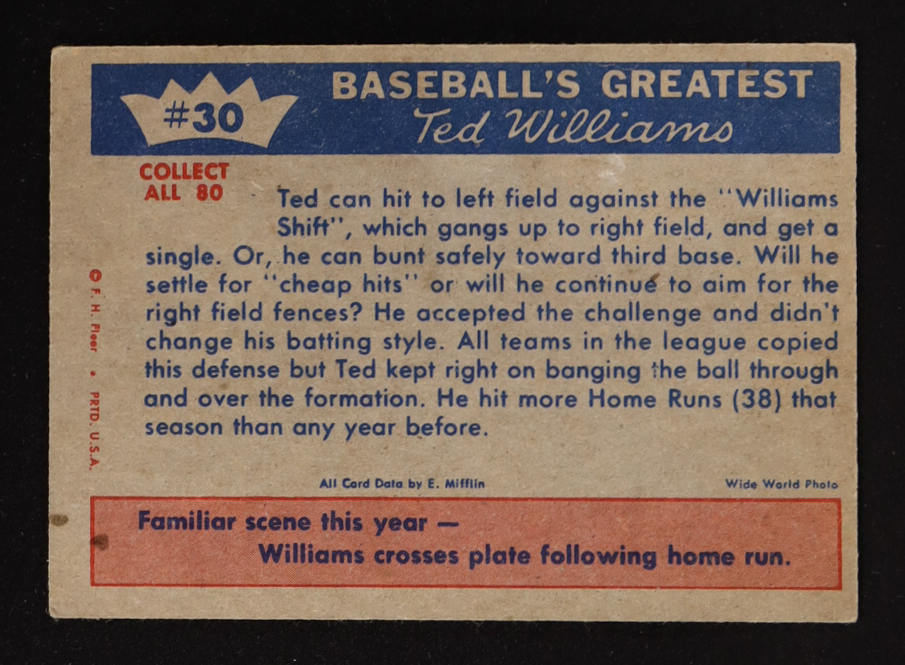 #30
BASEBALL'S GREATEST
Ted Williams
COLLECT
ALL 80
Ted can hit to left field against the "Williams
Shift", which gangs up to right field, and get a
single. Or, he can bunt safely toward third base. Will he
settle for "cheap hits" or will he continue to aim for the
right field fences? He accepted the challenge and didn't
change his batting style. All teams in the league copied
this defense but Ted kept right on banging the ball through
and over the formation. He hit more Home Runs (38) that
season than any year before.
© F. H. Fleer • PRTD. U.S.A.
All Card Data by E. Mifflin
Wide World Photo
Familiar scene this year —
Williams crosses plate following home run.